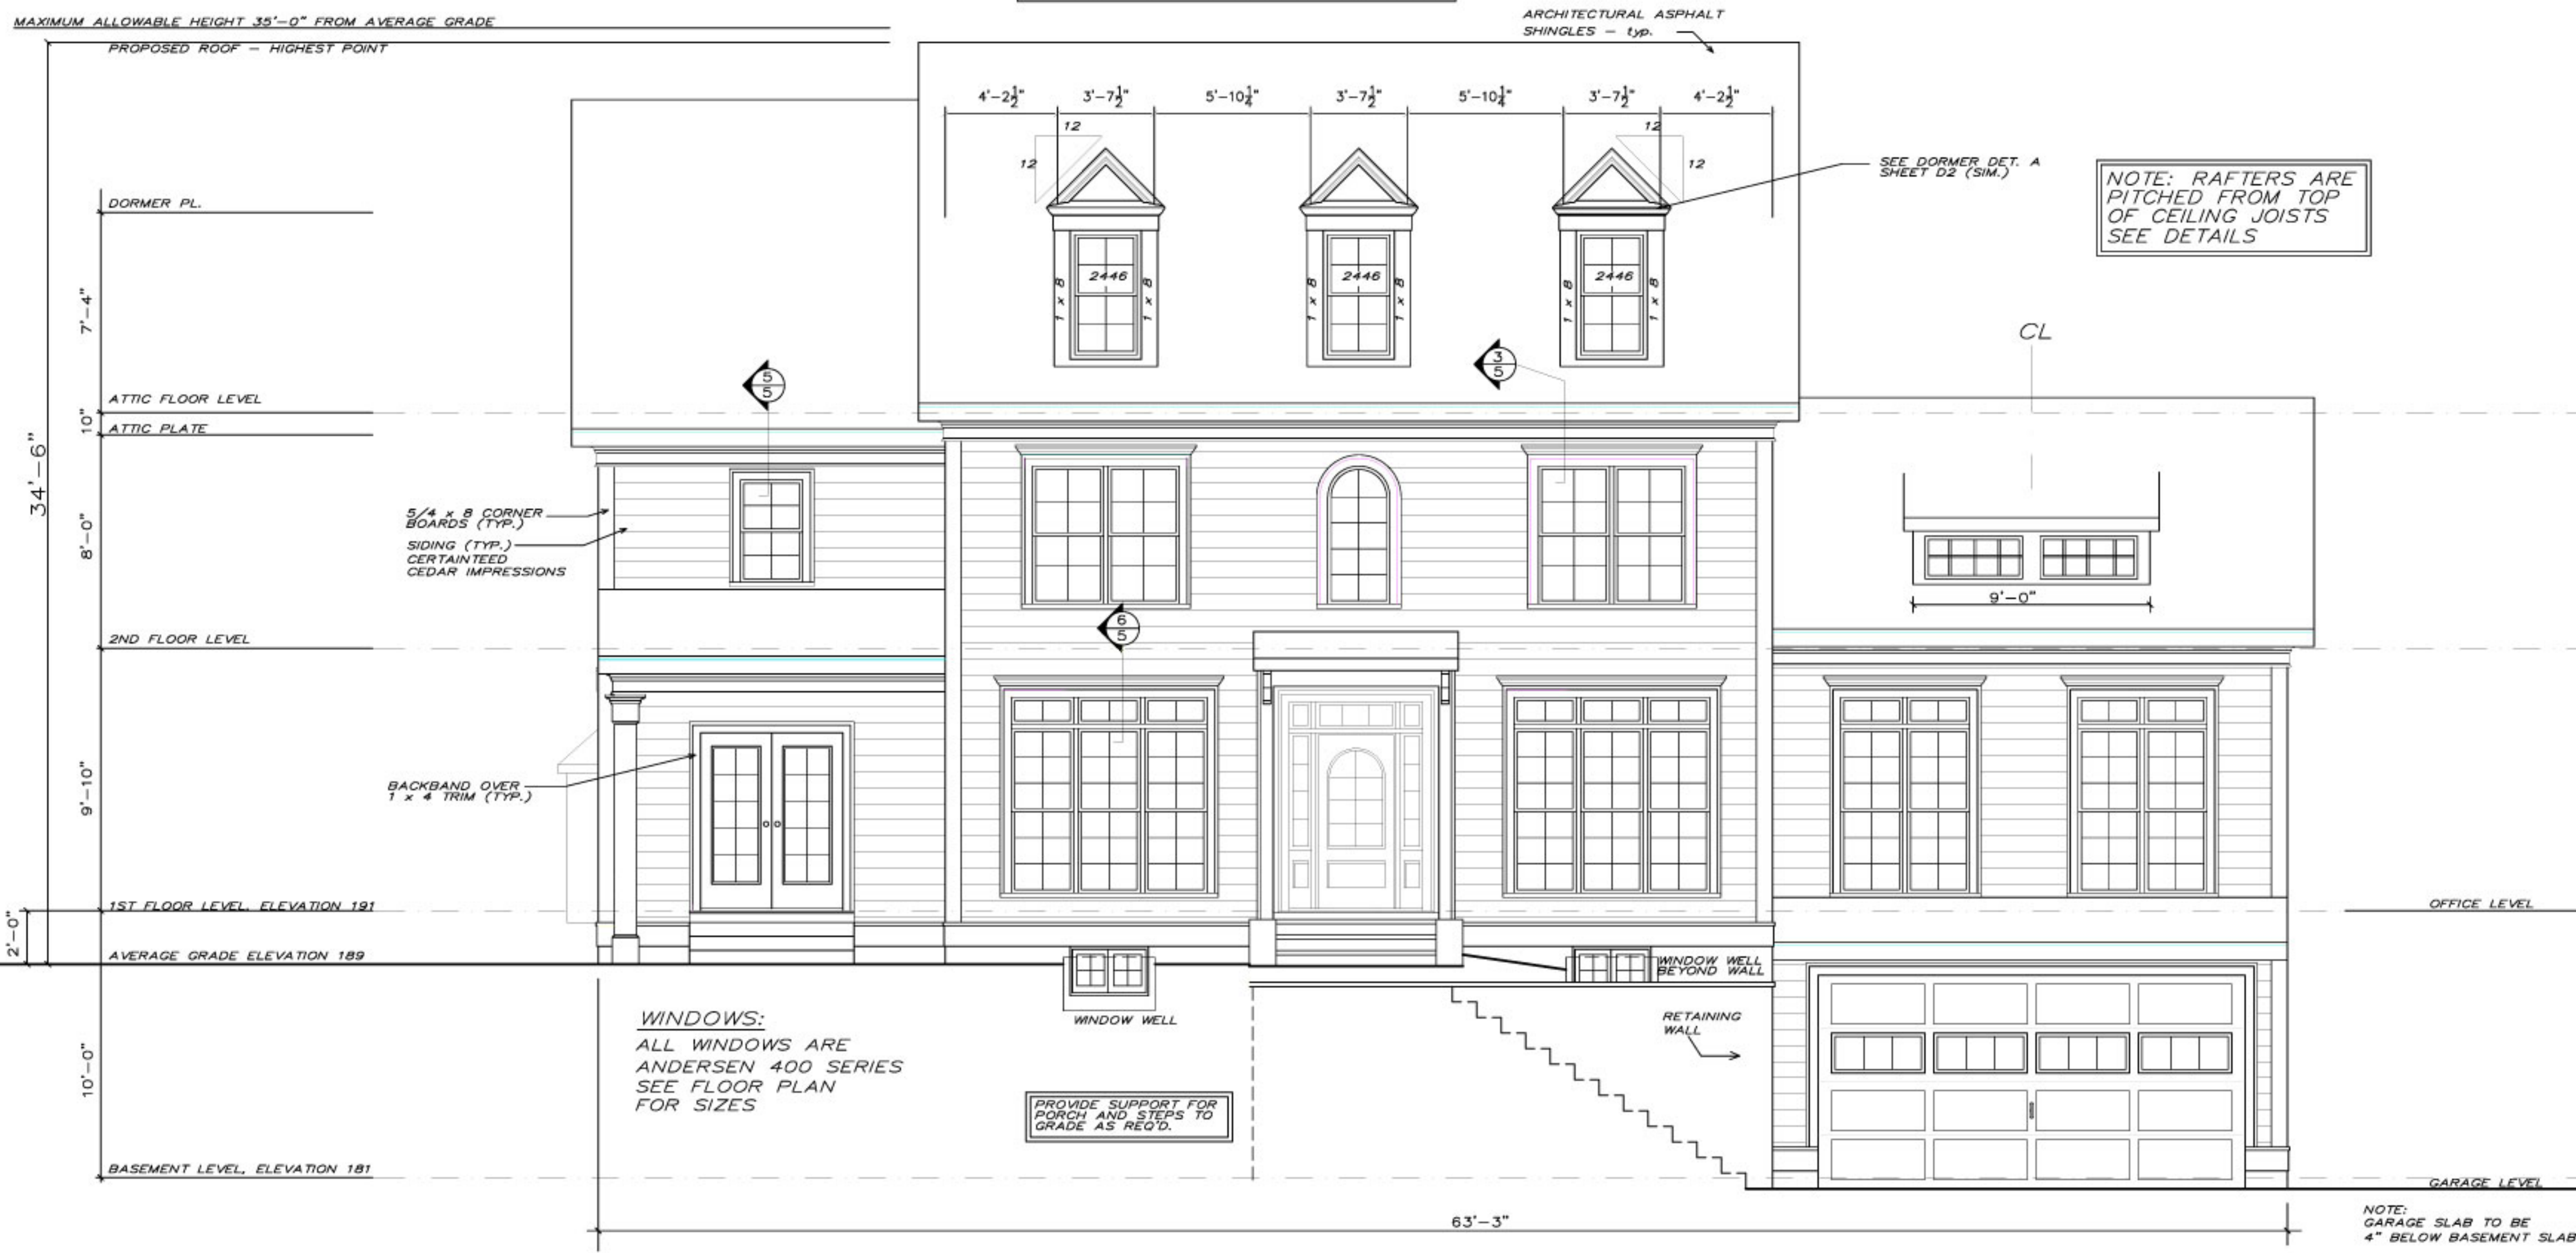 MAXIMUM ALLOWABLE HEIGHT 35'-0" FROM AVERAGE GRADE
PROPOSED ROOF - HIGHEST POINT
ARCHITECTURAL ASPHALT
SHINGLES - typ.
4'-2½" 3'-7½" 5'-10¼" 3'-7½" 5'-10¼" 3'-7½" 4'-2½"
12 12
12 12
SEE DORMER DET. A
SHEET D2 (SIM.)
NOTE: RAFTERS ARE
PITCHED FROM TOP
OF CEILING JOISTS
SEE DETAILS
DORMER PL.
2446 2446 2446
1 x 8 1 x 8 1 x 8 1 x 8 1 x 8 1 x 8
7'-4"
CL
3
5
5
5
ATTIC FLOOR LEVEL
10"
ATTIC PLATE
34'-6"
8'-0"
5/4 x 8 CORNER
BOARDS (TYP.)
SIDING (TYP.)
CERTAINTEED
CEDAR IMPRESSIONS
9'-0"
6
5
2ND FLOOR LEVEL
9'-10"
BACKBAND OVER
1 x 4 TRIM (TYP.)
1ST FLOOR LEVEL, ELEVATION 191
OFFICE LEVEL
2'-0"
AVERAGE GRADE ELEVATION 189
WINDOW WELL
BEYOND WALL
WINDOW WELL
WINDOWS:
ALL WINDOWS ARE
ANDERSEN 400 SERIES
SEE FLOOR PLAN
FOR SIZES
RETAINING
WALL
10'-0"
PROVIDE SUPPORT FOR
PORCH AND STEPS TO
GRADE AS REQ'D.
BASEMENT LEVEL, ELEVATION 181
GARAGE LEVEL
63'-3"
NOTE:
GARAGE SLAB TO BE
4" BELOW BASEMENT SLAB